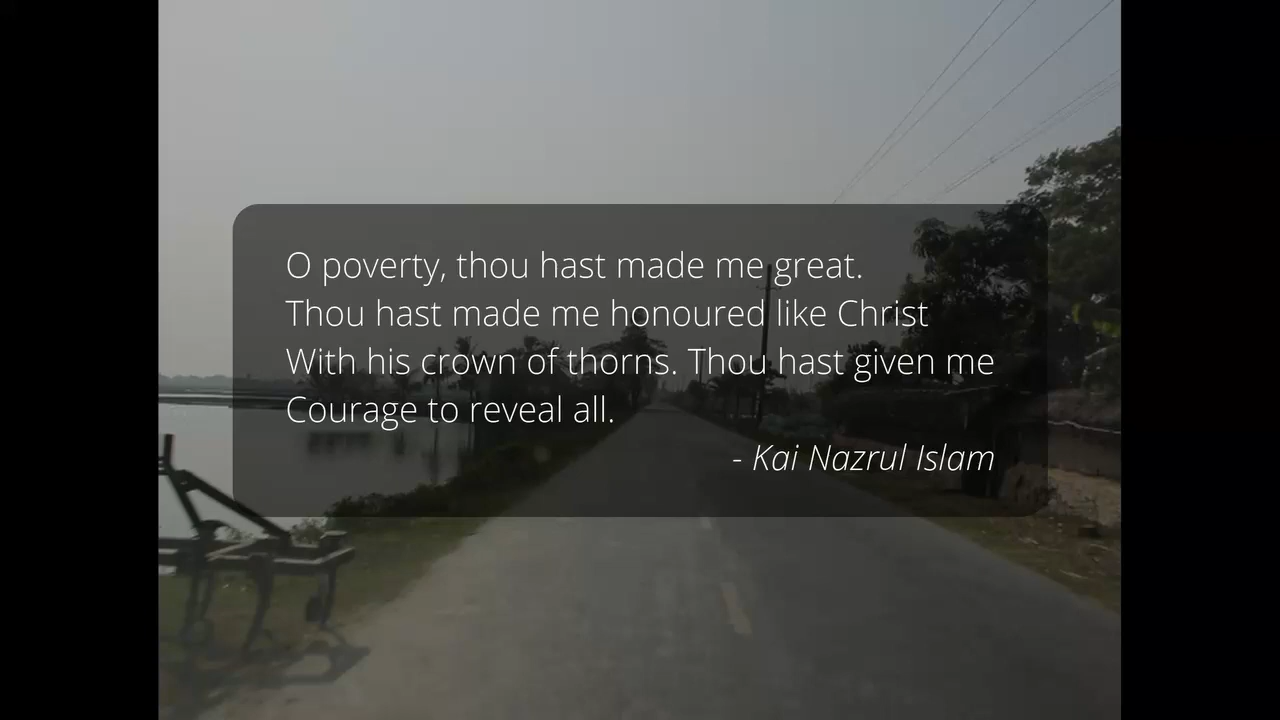 O poverty, thou hast made me great.
Thou hast made me honoured like Christ
With his crown of thorns. Thou hast given me
Courage to reveal all.
- Kai Nazrul Islam